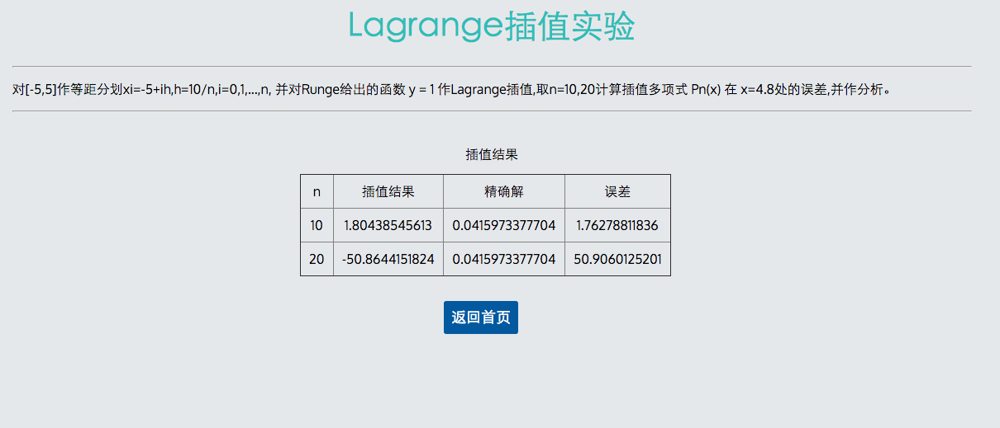 Lagrange插值实验
对[-5,5]作等距分划xi=-5+ih,h=10/n,i=0,1,...,n, 并对Runge给出的函数 y = 1 作Lagrange插值,取n=10,20计算插值多项式 Pn(x) 在 x=4.8处的误差,并作分析。
插值结果
n 插值结果 精确解 误差
10 1.80438545613 0.0415973377704 1.76278811836
20 -50.8644151824 0.0415973377704 50.9060125201
返回首页